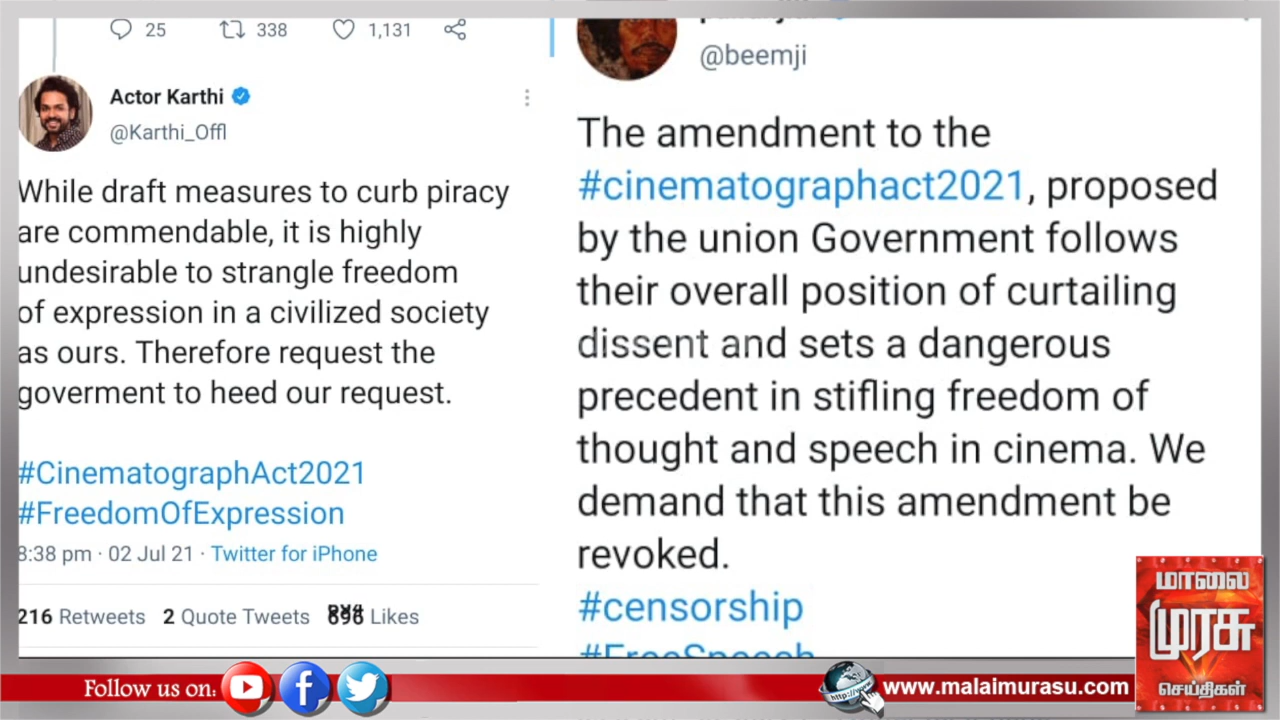 25 338 1,131
Actor Karthi
@Karthi_Offl
While draft measures to curb piracy
are commendable, it is highly
undesirable to strangle freedom
of expression in a civilized society
as ours. Therefore request the
goverment to heed our request.
#CinematographAct2021
#FreedomOfExpression
8:38 pm · 02 Jul 21 · Twitter for iPhone
216 Retweets 2 Quote Tweets Likes
@beemji
The amendment to the
#cinematographact2021, proposed
by the union Government follows
their overall position of curtailing
dissent and sets a dangerous
precedent in stifling freedom of
thought and speech in cinema. We
demand that this amendment be
revoked.
#censorship
#FreeSpeech
மாலை
முரசு
செய்திகள்
Follow us on:
http://www
www.malaimurasu.com